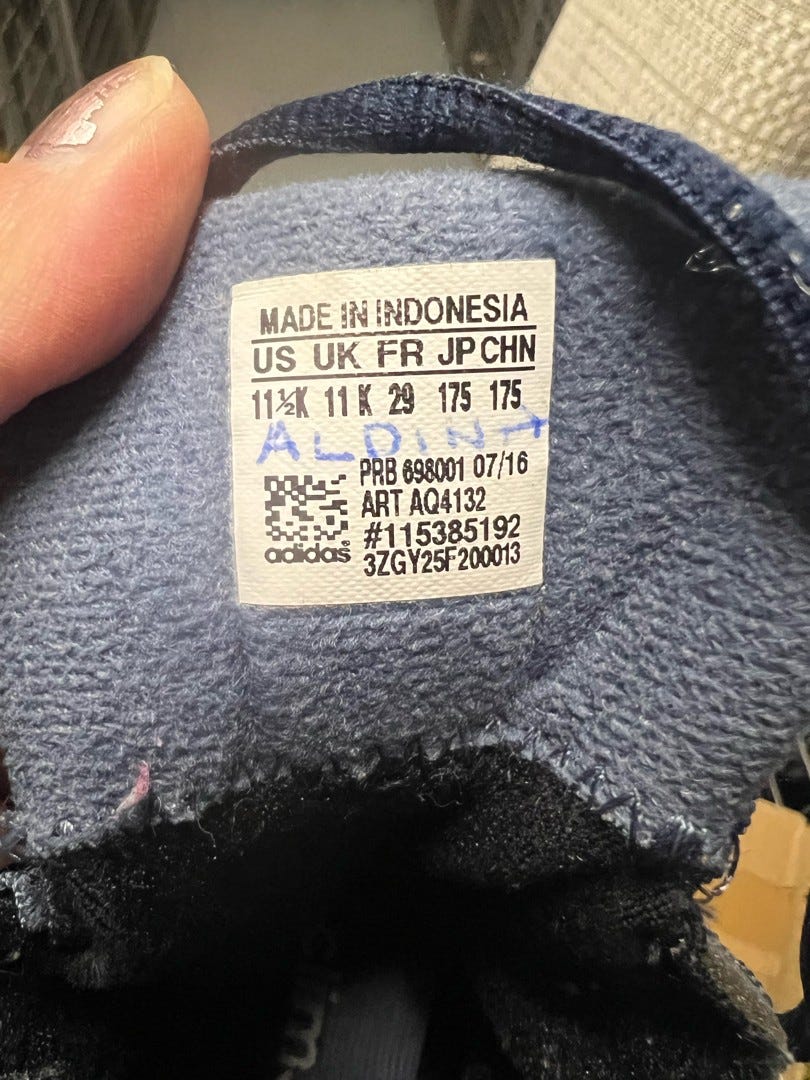 MADE IN INDONESIA
US UK FR JP CHN
11½K 11 K 29 175 175
ALDINA
PRB 698001 07/16
ART AQ4132
#115385192
adidas 3ZGY25F200013